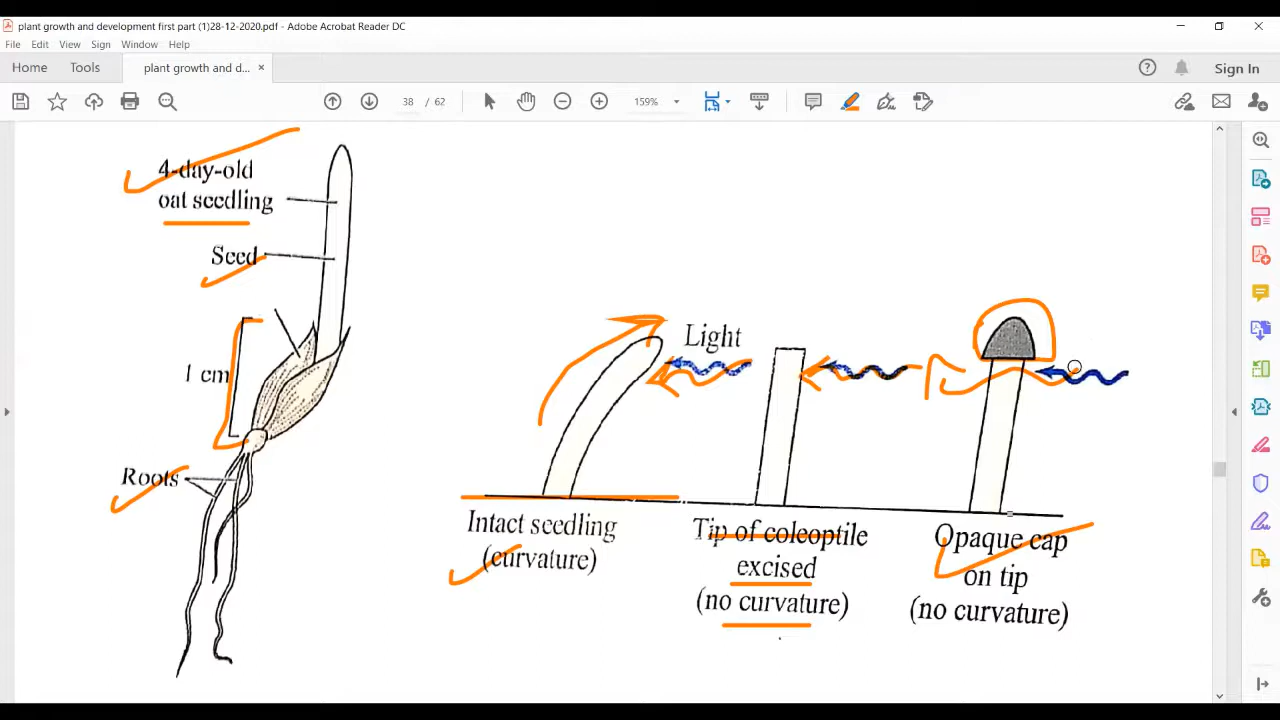 plant growth and development first part (1)28-12-2020.pdf - Adobe Acrobat Reader DC
File Edit View Sign Window Help
Home Tools plant growth and d... × Sign In
38 / 62 159%
4-day-old
oat seedling
Seed
1 cm
Roots
Light
Intact seedling
(curvature)
Tip of coleoptile
excised
(no curvature)
Opaque cap
on tip
(no curvature)